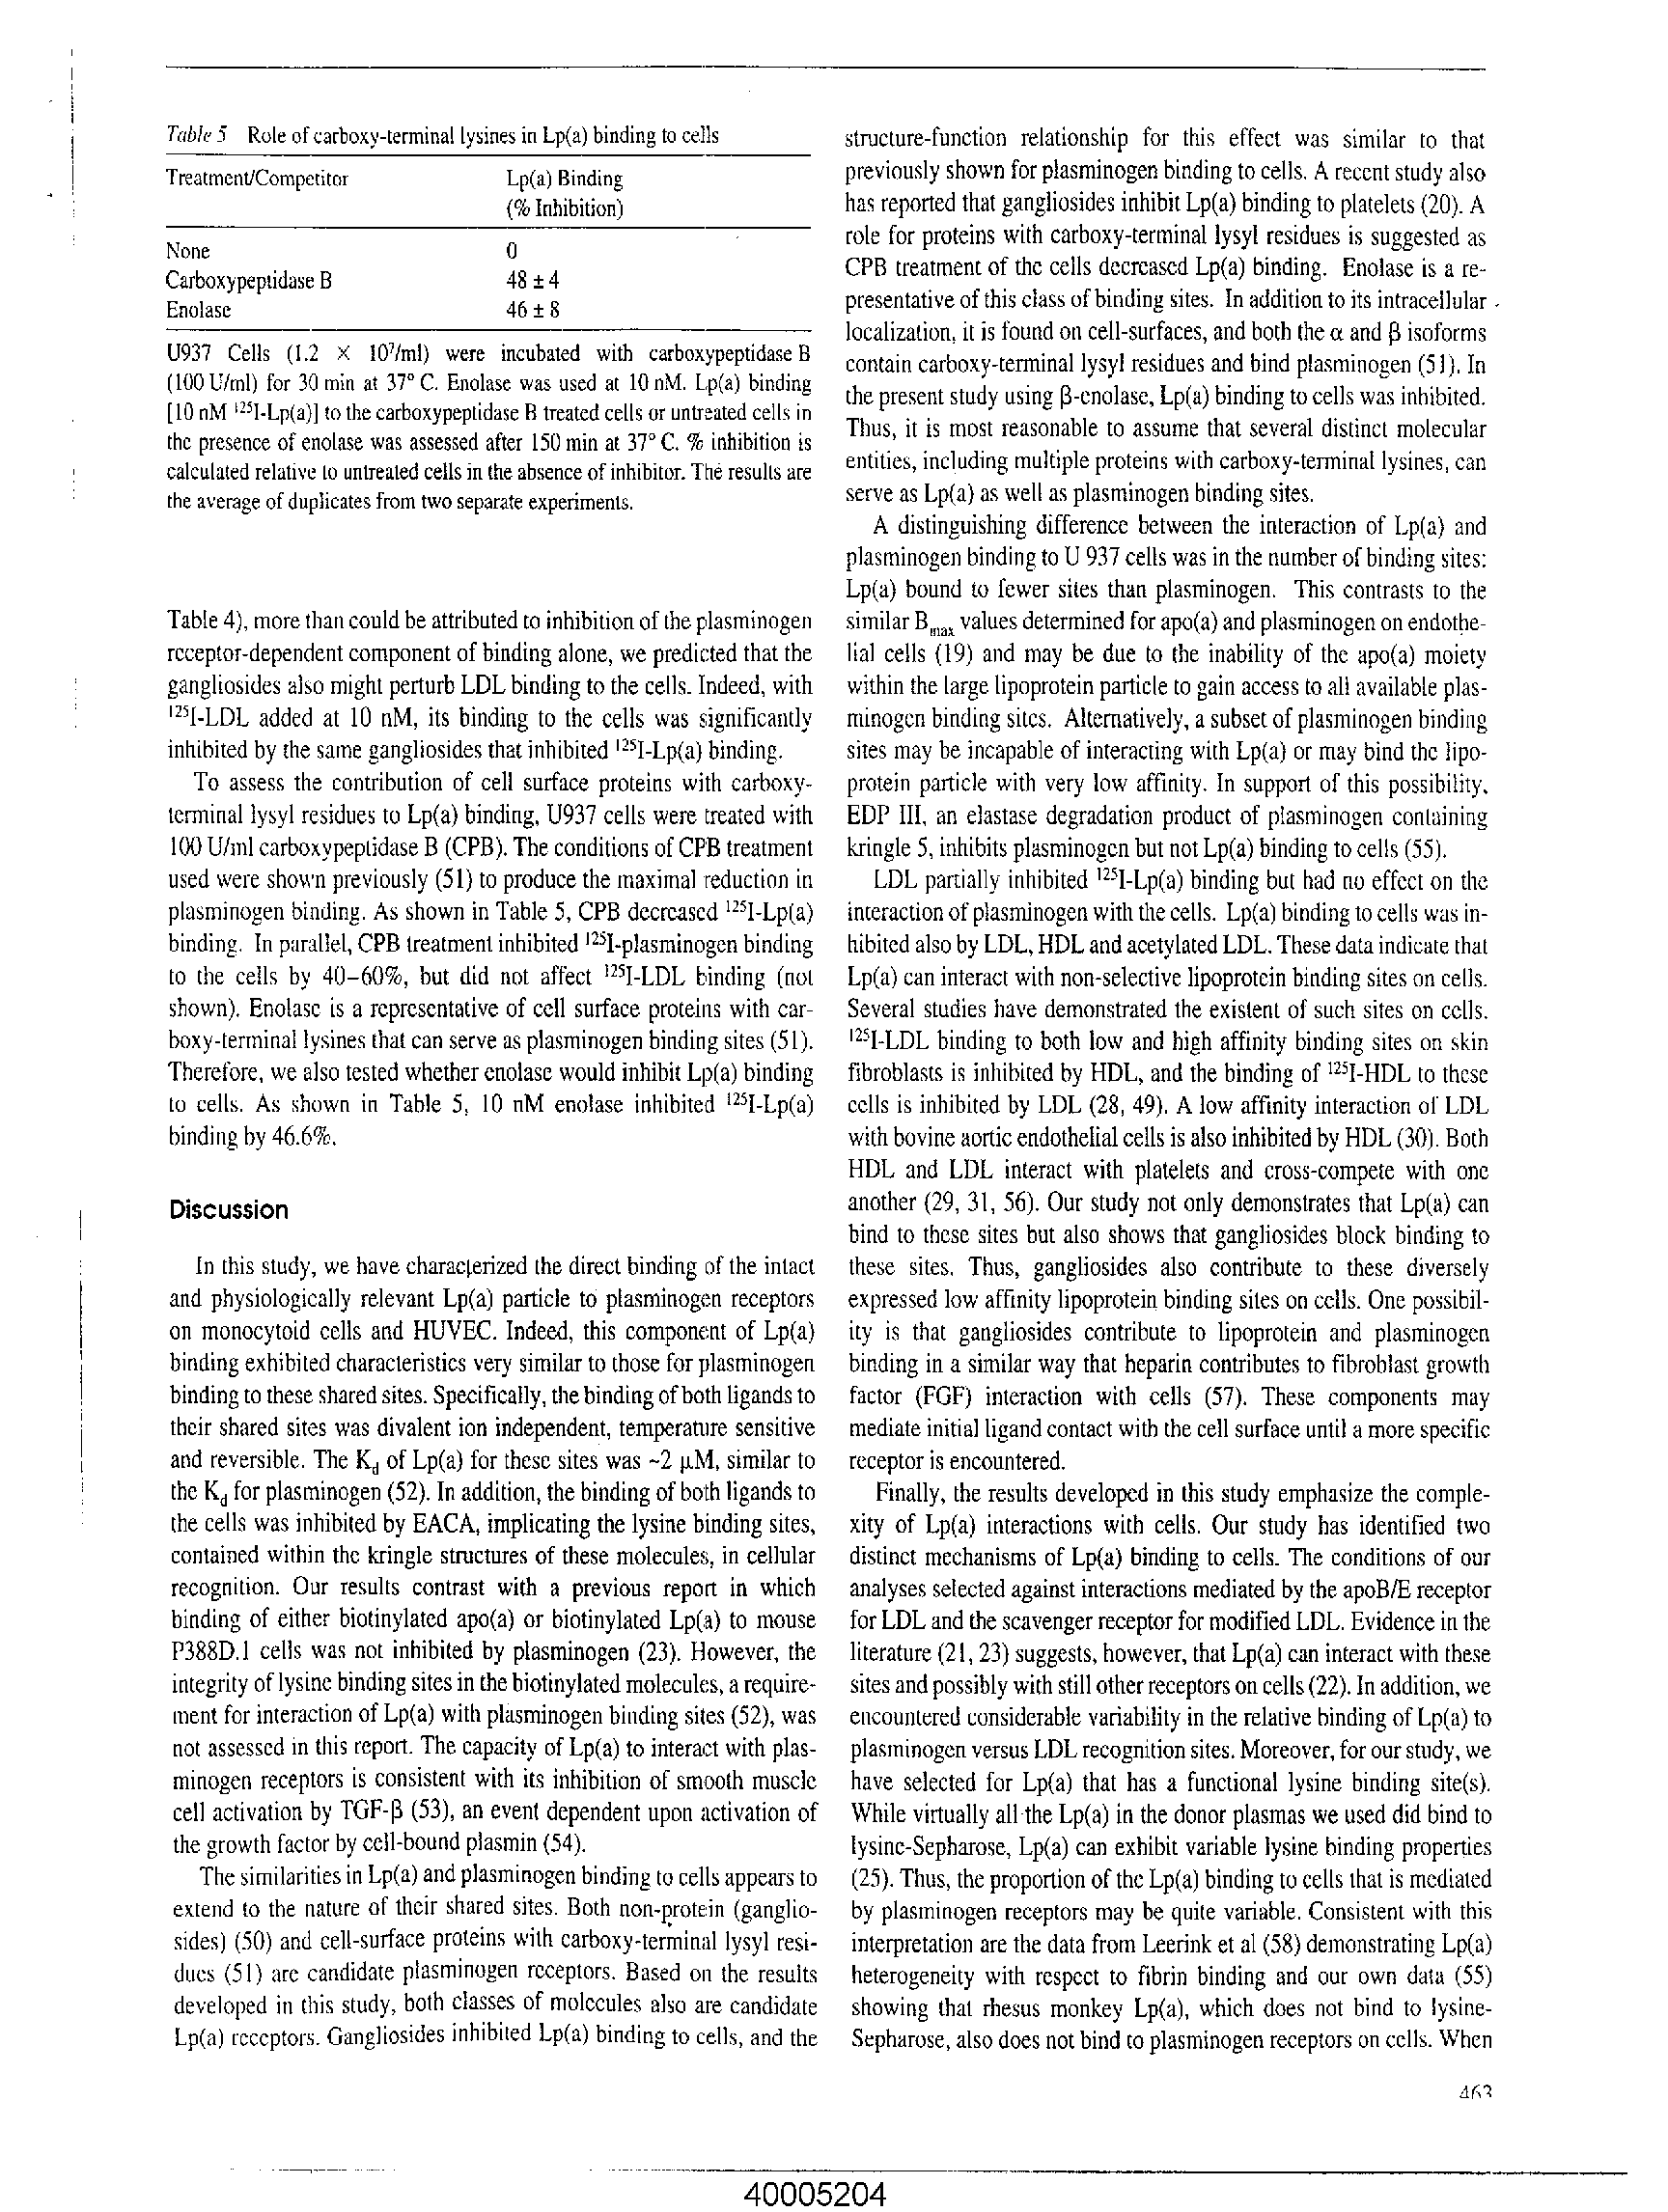 Table 5 Role of carboxy-terminal lysines in Lp(a) binding to cells
Treatment/Competitor Lp(a) Binding
(% Inhibition)
None 0
Carboxypeptidase B 48 ± 4
Enolase 46 ± 8
U937 Cells (1.2 × 10⁷/ml) were incubated with carboxypeptidase B
(100 U/ml) for 30 min at 37° C. Enolase was used at 10 nM. Lp(a) binding
[10 nM ¹²⁵I-Lp(a)] to the carboxypeptidase B treated cells or untreated cells in
the presence of enolase was assessed after 150 min at 37° C. % inhibition is
calculated relative to untreated cells in the absence of inhibitor. The results are
the average of duplicates from two separate experiments.
Table 4), more than could be attributed to inhibition of the plasminogen
receptor-dependent component of binding alone, we predicted that the
gangliosides also might perturb LDL binding to the cells. Indeed, with
¹²⁵I-LDL added at 10 nM, its binding to the cells was significantly
inhibited by the same gangliosides that inhibited ¹²⁵I-Lp(a) binding.
To assess the contribution of cell surface proteins with carboxy-
terminal lysyl residues to Lp(a) binding, U937 cells were treated with
100 U/ml carboxypeptidase B (CPB). The conditions of CPB treatment
used were shown previously (51) to produce the maximal reduction in
plasminogen binding. As shown in Table 5, CPB decreased ¹²⁵I-Lp(a)
binding. In parallel, CPB treatment inhibited ¹²⁵I-plasminogen binding
to the cells by 40–60%, but did not affect ¹²⁵I-LDL binding (not
shown). Enolase is a representative of cell surface proteins with car-
boxy-terminal lysines that can serve as plasminogen binding sites (51).
Therefore, we also tested whether enolase would inhibit Lp(a) binding
to cells. As shown in Table 5, 10 nM enolase inhibited ¹²⁵I-Lp(a)
binding by 46.6%.
Discussion
In this study, we have characterized the direct binding of the intact
and physiologically relevant Lp(a) particle to plasminogen receptors
on monocytoid cells and HUVEC. Indeed, this component of Lp(a)
binding exhibited characteristics very similar to those for plasminogen
binding to these shared sites. Specifically, the binding of both ligands to
their shared sites was divalent ion independent, temperature sensitive
and reversible. The Kd of Lp(a) for these sites was ~2 µM, similar to
the Kd for plasminogen (52). In addition, the binding of both ligands to
the cells was inhibited by EACA, implicating the lysine binding sites,
contained within the kringle structures of these molecules, in cellular
recognition. Our results contrast with a previous report in which
binding of either biotinylated apo(a) or biotinylated Lp(a) to mouse
P388D.1 cells was not inhibited by plasminogen (23). However, the
integrity of lysine binding sites in the biotinylated molecules, a require-
ment for interaction of Lp(a) with plasminogen binding sites (52), was
not assessed in this report. The capacity of Lp(a) to interact with plas-
minogen receptors is consistent with its inhibition of smooth muscle
cell activation by TGF-β (53), an event dependent upon activation of
the growth factor by cell-bound plasmin (54).
The similarities in Lp(a) and plasminogen binding to cells appears to
extend to the nature of their shared sites. Both non-protein (ganglio-
sides) (50) and cell-surface proteins with carboxy-terminal lysyl resi-
dues (51) are candidate plasminogen receptors. Based on the results
developed in this study, both classes of molecules also are candidate
Lp(a) receptors. Gangliosides inhibited Lp(a) binding to cells, and the
structure-function relationship for this effect was similar to that
previously shown for plasminogen binding to cells. A recent study also
has reported that gangliosides inhibit Lp(a) binding to platelets (20). A
role for proteins with carboxy-terminal lysyl residues is suggested as
CPB treatment of the cells decreased Lp(a) binding. Enolase is a re-
presentative of this class of binding sites. In addition to its intracellular
localization, it is found on cell-surfaces, and both the α and β isoforms
contain carboxy-terminal lysyl residues and bind plasminogen (51). In
the present study using β-enolase, Lp(a) binding to cells was inhibited.
Thus, it is most reasonable to assume that several distinct molecular
entities, including multiple proteins with carboxy-terminal lysines, can
serve as Lp(a) as well as plasminogen binding sites.
A distinguishing difference between the interaction of Lp(a) and
plasminogen binding to U 937 cells was in the number of binding sites:
Lp(a) bound to fewer sites than plasminogen. This contrasts to the
similar Bmax values determined for apo(a) and plasminogen on endothe-
lial cells (19) and may be due to the inability of the apo(a) moiety
within the large lipoprotein particle to gain access to all available plas-
minogen binding sites. Alternatively, a subset of plasminogen binding
sites may be incapable of interacting with Lp(a) or may bind the lipo-
protein particle with very low affinity. In support of this possibility,
EDP III, an elastase degradation product of plasminogen containing
kringle 5, inhibits plasminogen but not Lp(a) binding to cells (55).
LDL partially inhibited ¹²⁵I-Lp(a) binding but had no effect on the
interaction of plasminogen with the cells. Lp(a) binding to cells was in-
hibited also by LDL, HDL and acetylated LDL. These data indicate that
Lp(a) can interact with non-selective lipoprotein binding sites on cells.
Several studies have demonstrated the existent of such sites on cells.
¹²⁵I-LDL binding to both low and high affinity binding sites on skin
fibroblasts is inhibited by HDL, and the binding of ¹²⁵I-HDL to these
cells is inhibited by LDL (28, 49). A low affinity interaction of LDL
with bovine aortic endothelial cells is also inhibited by HDL (30). Both
HDL and LDL interact with platelets and cross-compete with one
another (29, 31, 56). Our study not only demonstrates that Lp(a) can
bind to these sites but also shows that gangliosides block binding to
these sites. Thus, gangliosides also contribute to these diversely
expressed low affinity lipoprotein binding sites on cells. One possibil-
ity is that gangliosides contribute to lipoprotein and plasminogen
binding in a similar way that heparin contributes to fibroblast growth
factor (FGF) interaction with cells (57). These components may
mediate initial ligand contact with the cell surface until a more specific
receptor is encountered.
Finally, the results developed in this study emphasize the comple-
xity of Lp(a) interactions with cells. Our study has identified two
distinct mechanisms of Lp(a) binding to cells. The conditions of our
analyses selected against interactions mediated by the apoB/E receptor
for LDL and the scavenger receptor for modified LDL. Evidence in the
literature (21, 23) suggests, however, that Lp(a) can interact with these
sites and possibly with still other receptors on cells (22). In addition, we
encountered considerable variability in the relative binding of Lp(a) to
plasminogen versus LDL recognition sites. Moreover, for our study, we
have selected for Lp(a) that has a functional lysine binding site(s).
While virtually all the Lp(a) in the donor plasmas we used did bind to
lysine-Sepharose, Lp(a) can exhibit variable lysine binding properties
(25). Thus, the proportion of the Lp(a) binding to cells that is mediated
by plasminogen receptors may be quite variable. Consistent with this
interpretation are the data from Leerink et al (58) demonstrating Lp(a)
heterogeneity with respect to fibrin binding and our own data (55)
showing that rhesus monkey Lp(a), which does not bind to lysine-
Sepharose, also does not bind to plasminogen receptors on cells. When
463
40005204